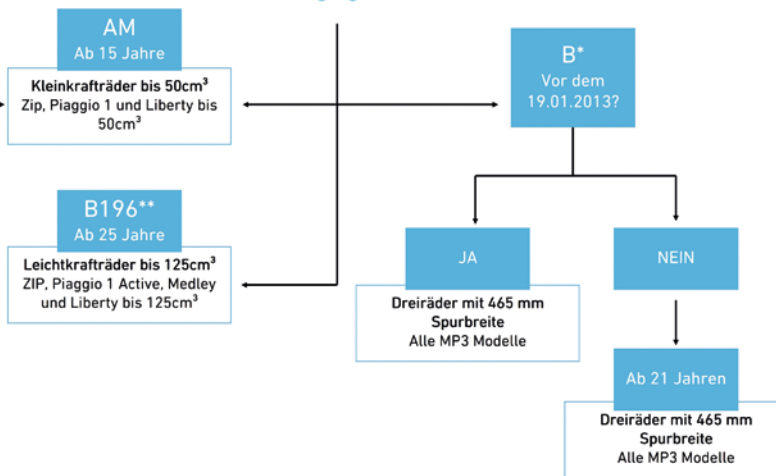 AM
Ab 15 Jahre
Kleinkrafträder bis 50cm³
Zip, Piaggio 1 und Liberty bis
50cm³
B*
Vor dem
19.01.2013?
B196**
Ab 25 Jahre
Leichtkrafträder bis 125cm³
ZIP, Piaggio 1 Active, Medley
und Liberty bis 125cm³
JA
Dreiräder mit 465 mm
Spurbreite
Alle MP3 Modelle
NEIN
Ab 21 Jahren
Dreiräder mit 465 mm
Spurbreite
Alle MP3 Modelle